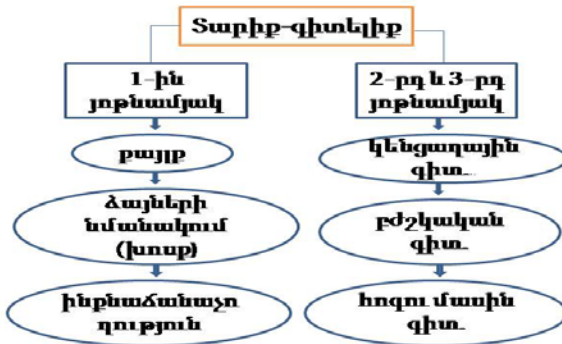 Տարիք-գիտելիք
1-ին
յոթնամյակ
քայլք
ձայների
նմանակում
(խոսք)
ինքնաճանաչո
ղություն
2-րդ և 3-րդ
յոթնամյակ
կենցաղային
գիտ..
բժշկական
գիտ..
հոգու մասին
գիտ..